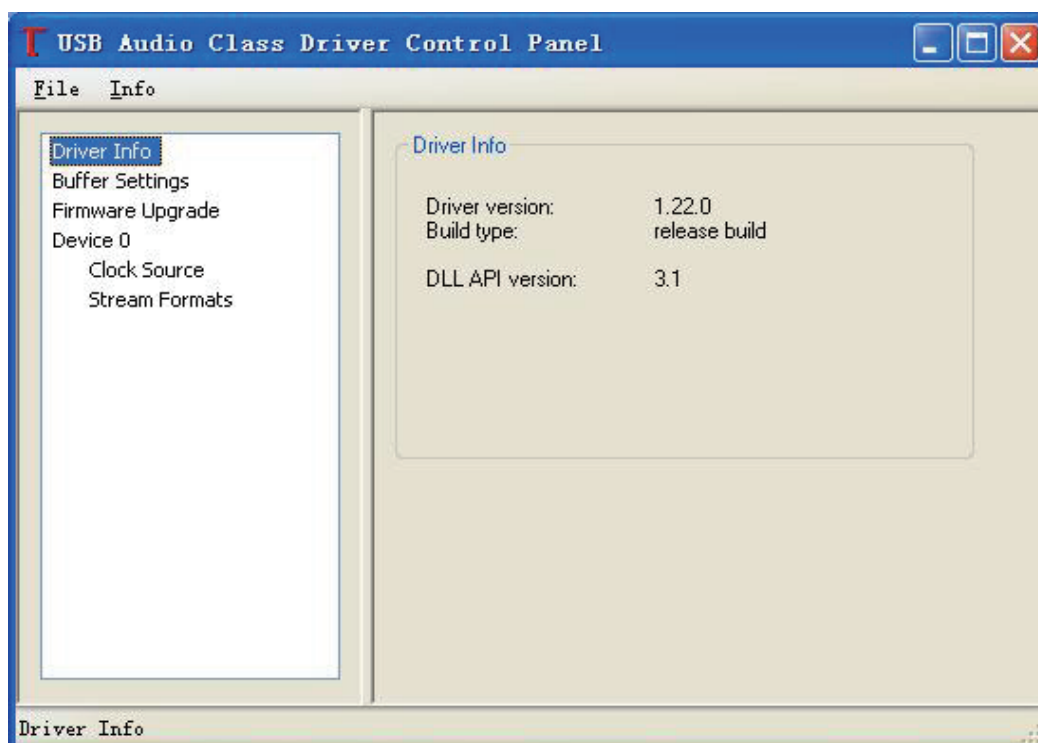 USB Audio Class Driver Control Panel
File Info
Driver Info
Buffer Settings
Firmware Upgrade
Device 0
Clock Source
Stream Formats
Driver Info
Driver version: 1.22.0
Build type: release build
DLL API version: 3.1
Driver Info